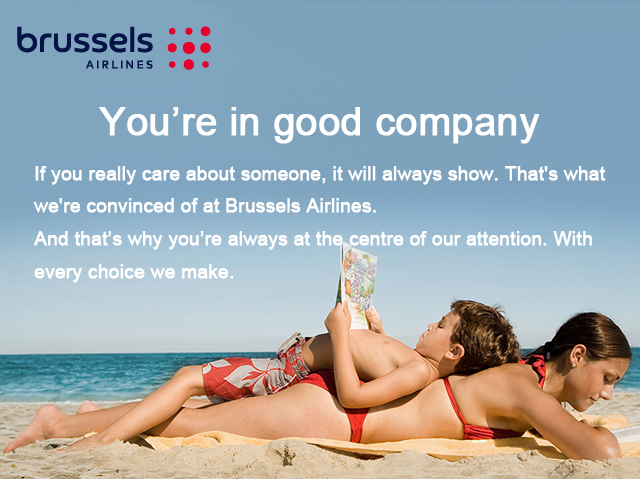 brussels
AIRLINES
You’re in good company
If you really care about someone, it will always show. That's what
we're convinced of at Brussels Airlines.
And that’s why you’re always at the centre of our attention. With
every choice we make.